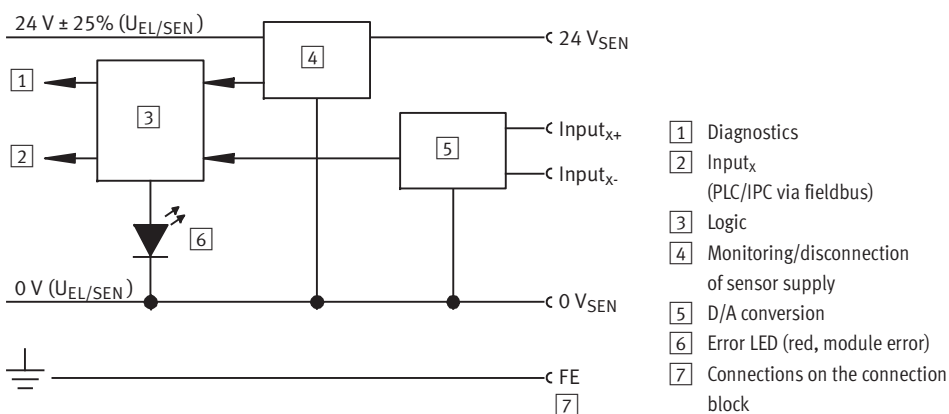 24 V ± 25% (U_EL/SEN)
4
24 V_SEN
1
3
2
5
Input_x+
Input_x-
6
0 V (U_EL/SEN)
0 V_SEN
FE
7
1 Diagnostics
2 Input_x
(PLC/IPC via fieldbus)
3 Logic
4 Monitoring/disconnection
of sensor supply
5 D/A conversion
6 Error LED (red, module error)
7 Connections on the connection
block